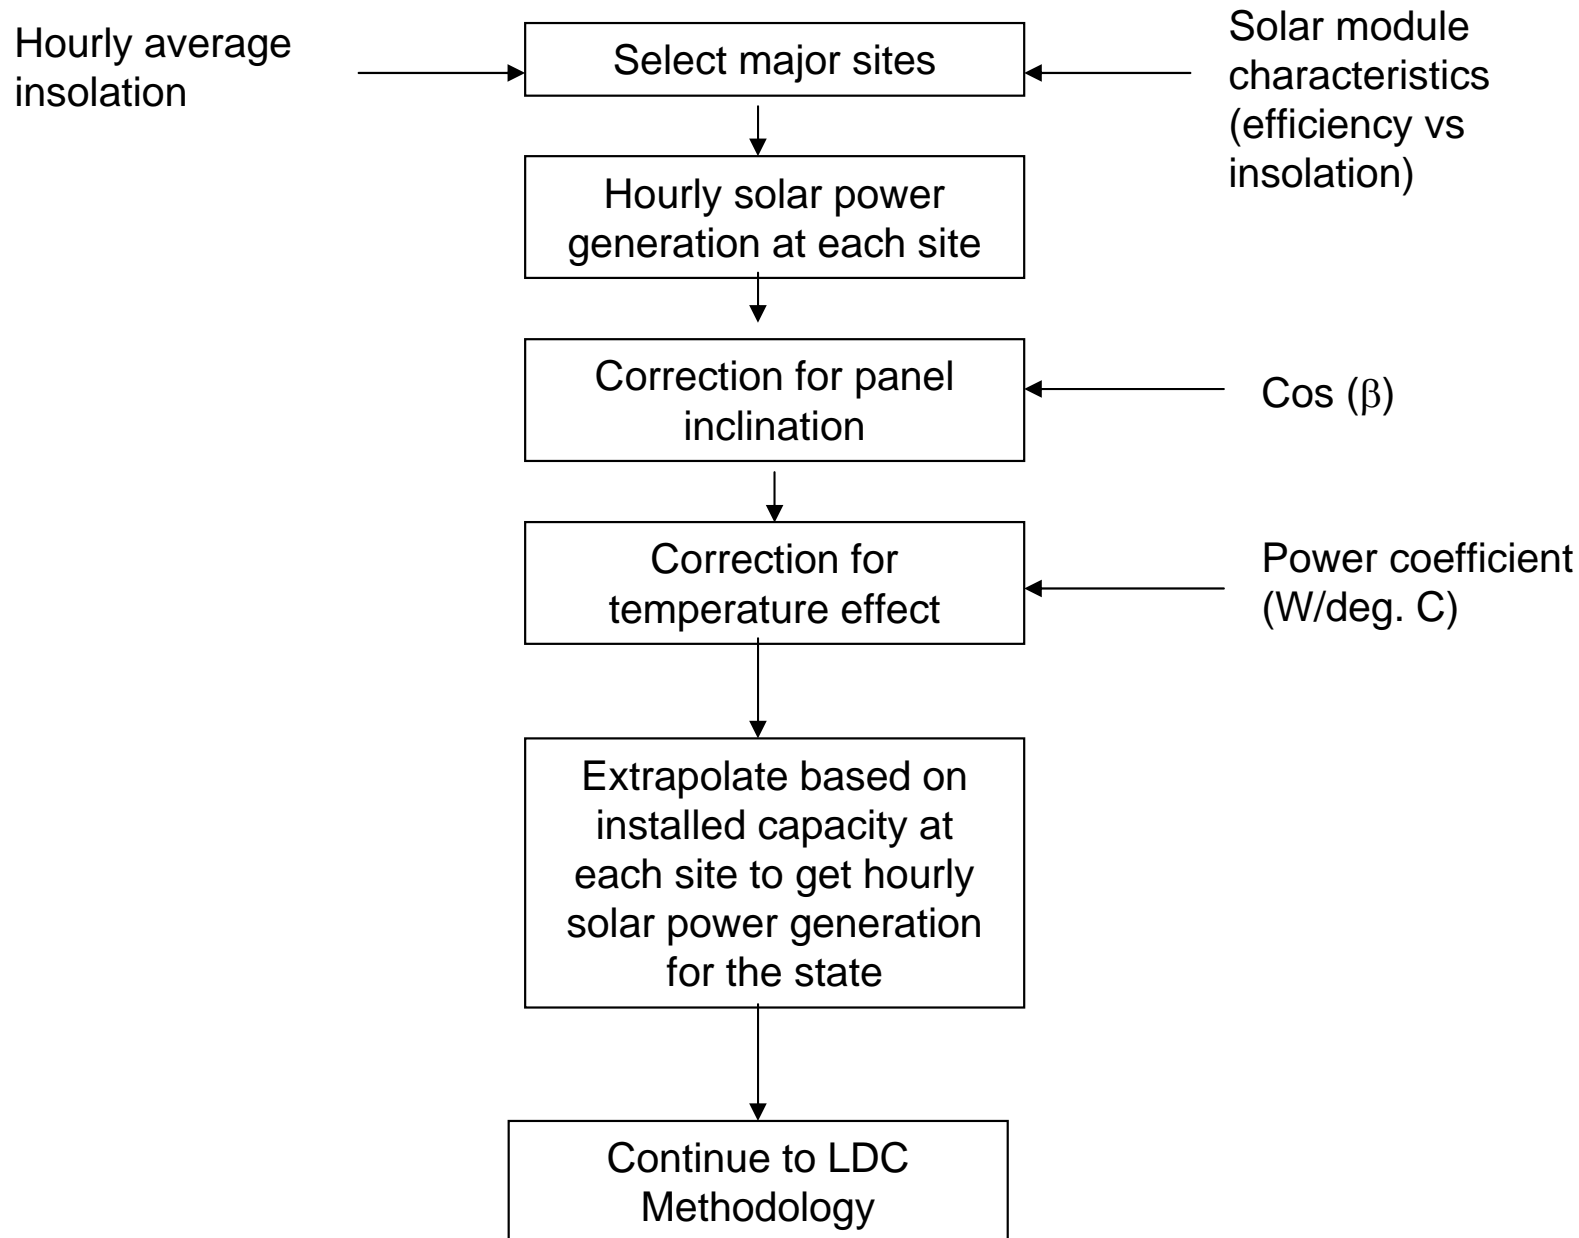 Hourly average
insolation
Select major sites
Solar module
characteristics
(efficiency vs
insolation)
Hourly solar power
generation at each site
Correction for panel
inclination
Cos (β)
Correction for
temperature effect
Power coefficient
(W/deg. C)
Extrapolate based on
installed capacity at
each site to get hourly
solar power generation
for the state
Continue to LDC
Methodology